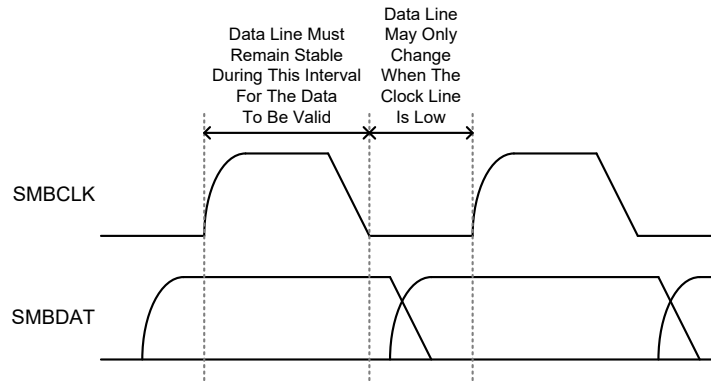 Data Line Must
Remain Stable
During This Interval
For The Data
To Be Valid
Data Line
May Only
Change
When The
Clock Line
Is Low
SMBCLK
SMBDAT